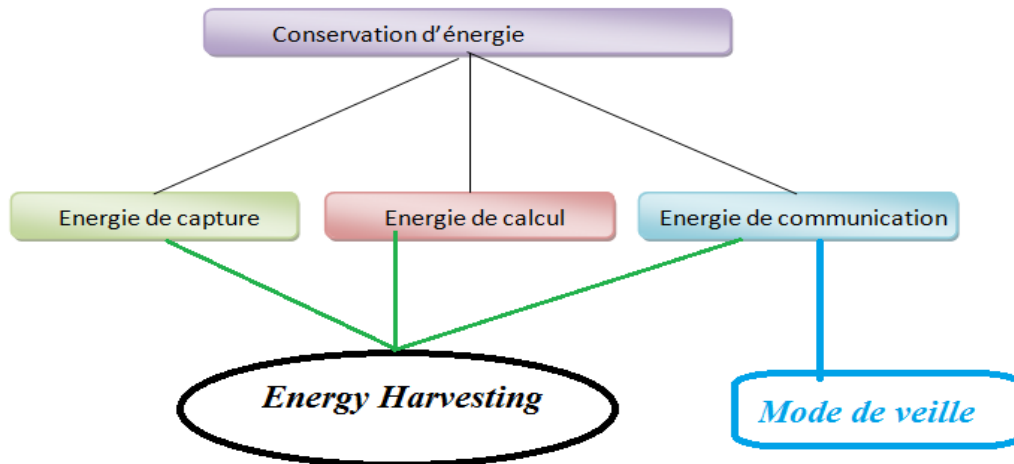 Conservation d’énergie
Energie de capture
Energie de calcul
Energie de communication
Energy Harvesting
Mode de veille